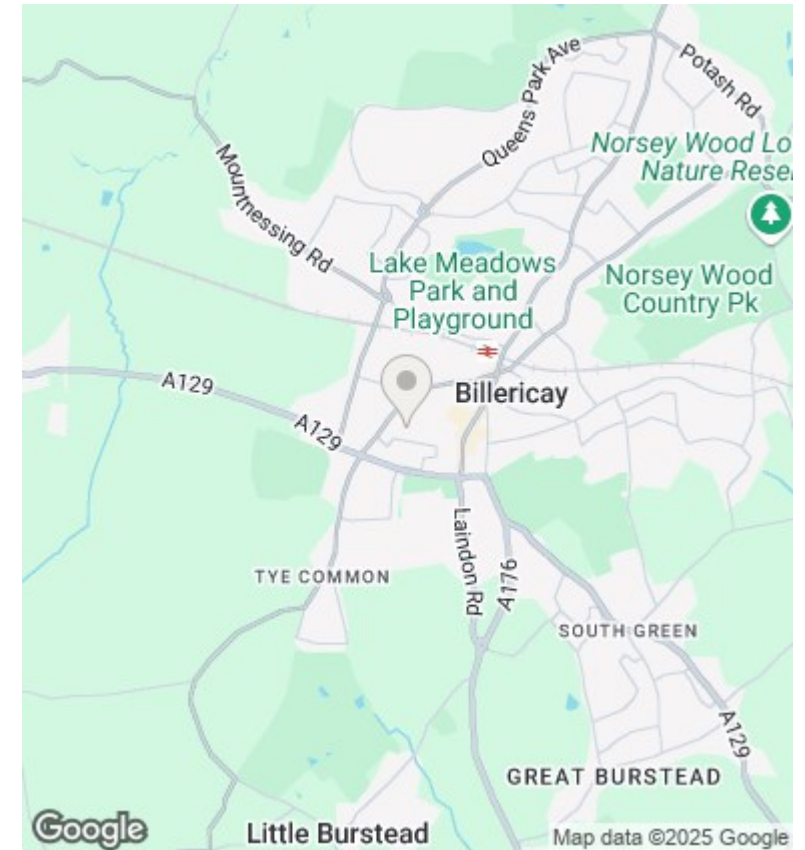 Queens Park Ave
Potash Rd
Norsey Wood Lo
Nature Rese
Mountnessing Rd
Lake Meadows
Park and
Playground
Norsey Wood
Country Pk
A129
Billericay
A129
Laindon Rd
A176
TYE COMMON
SOUTH GREEN
A129
GREAT BURSTEAD
Google
Little Burstead
Map data ©2025 Google